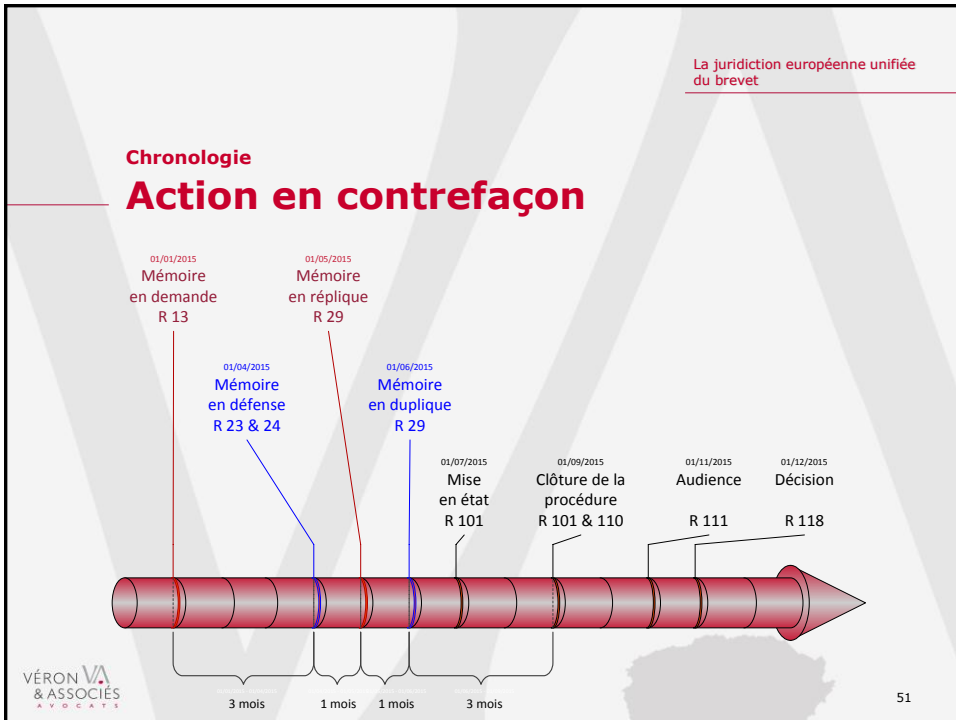 La juridiction européenne unifiée
du brevet
Chronologie
Action en contrefaçon
01/01/2015
Mémoire
en demande
R 13
01/05/2015
Mémoire
en réplique
R 29
01/04/2015
Mémoire
en défense
R 23 & 24
01/06/2015
Mémoire
en duplique
R 29
01/07/2015
Mise
en état
R 101
01/09/2015
Clôture de la
procédure
R 101 & 110
01/11/2015
Audience
R 111
01/12/2015
Décision
R 118
3 mois
1 mois
1 mois
3 mois
VÉRON VA
& ASSOCIÉS
AVOCATS
51